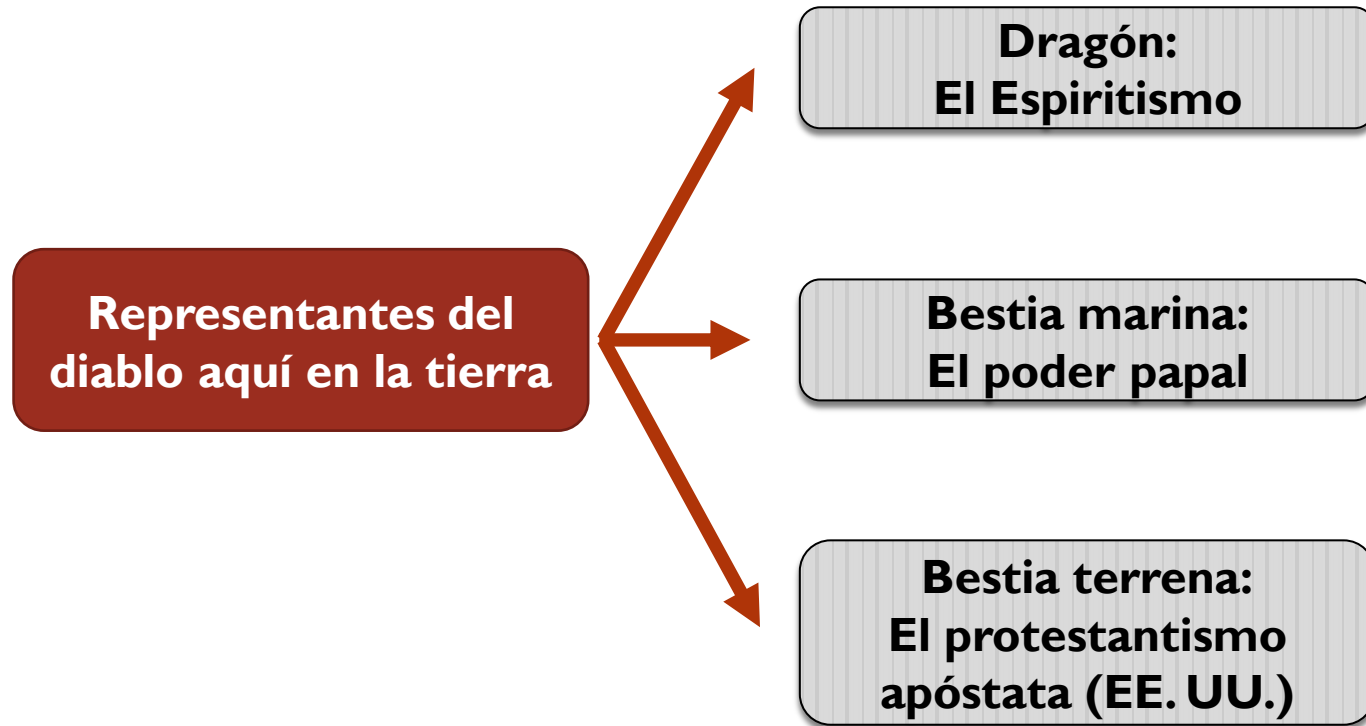 Dragón:
El Espiritismo
Representantes del
diablo aquí en la tierra
Bestia marina:
El poder papal
Bestia terrena:
El protestantismo
apóstata (EE. UU.)